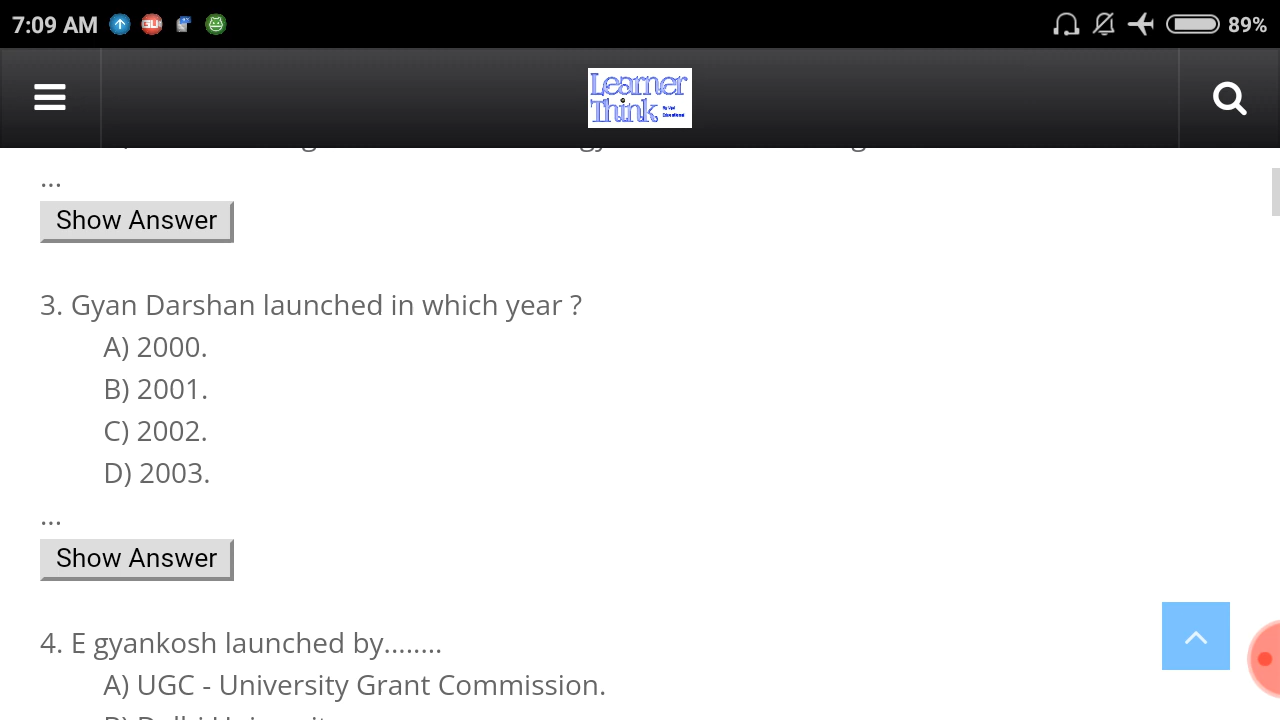 7:09 AM
89%
Learner
Think
...
Show Answer
3. Gyan Darshan launched in which year ?
A) 2000.
B) 2001.
C) 2002.
D) 2003.
...
Show Answer
4. E gyankosh launched by........
A) UGC - University Grant Commission.